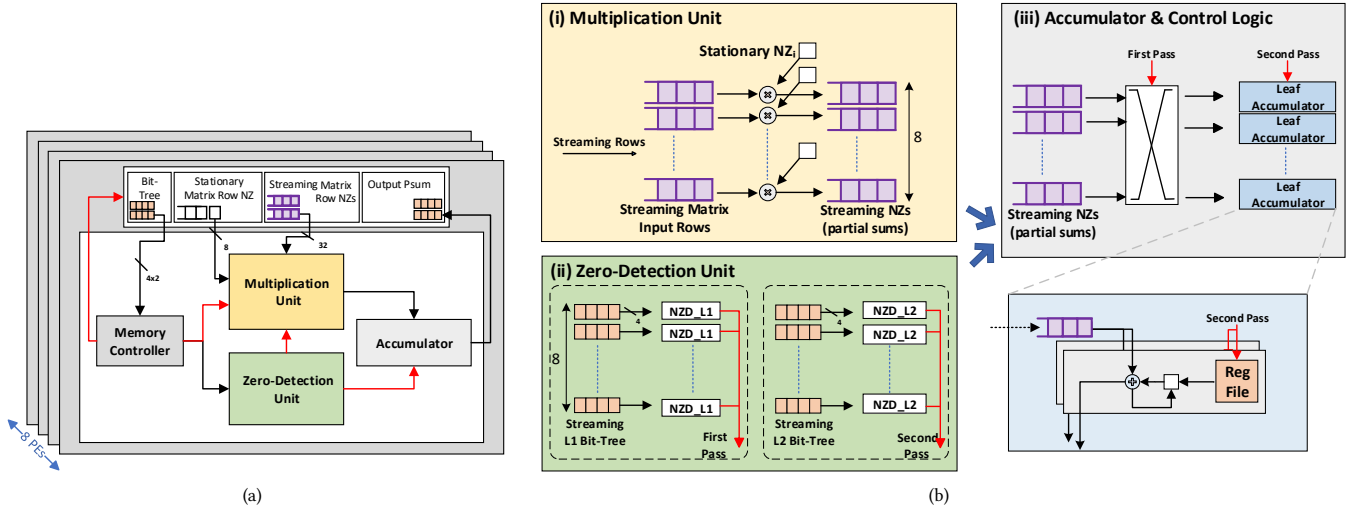 Bit-
Tree
Stationary
Matrix Row NZ
Streaming Matrix
Row NZs
Output Psum
8
32
4x2
Multiplication
Unit
Memory
Controller
Accumulator
Zero-Detection
Unit
8 PEs
(a)
(i) Multiplication Unit
Stationary NZi
8
Streaming Rows
Streaming Matrix
Input Rows
Streaming NZs
(partial sums)
(ii) Zero-Detection Unit
4
NZD_L1
NZD_L1
8
NZD_L1
Streaming
L1 Bit-Tree
First
Pass
4
NZD_L2
NZD_L2
NZD_L2
Streaming
L2 Bit-Tree
Second
Pass
(iii) Accumulator & Control Logic
First Pass
Second Pass
Leaf
Accumulator
Leaf
Accumulator
Leaf
Accumulator
Streaming NZs
(partial sums)
Second Pass
Reg
File
(b)